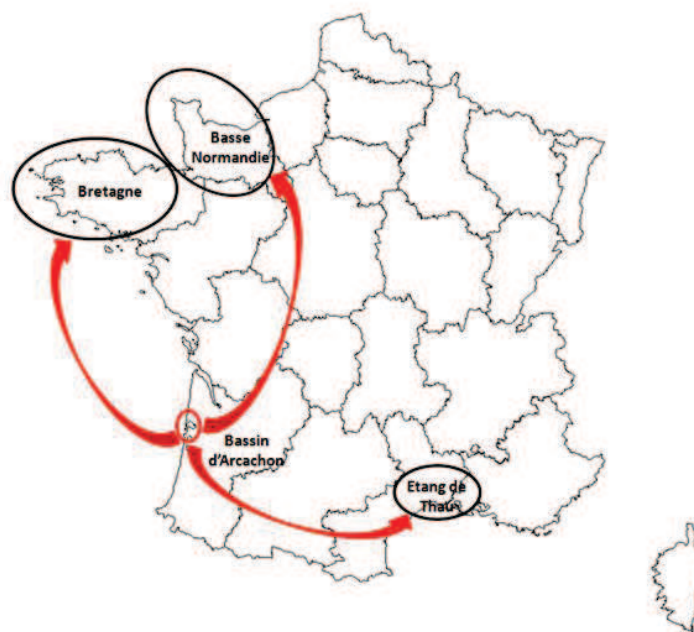 Basse
Normandie
Bretagne
Bassin
d'Arcachon
Etang de
Thau